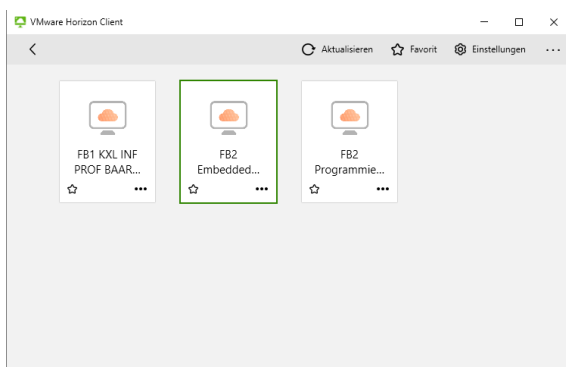 VMware Horizon Client
Aktualisieren Favorit Einstellungen
FB1 KXL INF
PROF BAAR...
FB2
Embedded...
FB2
Programmie...